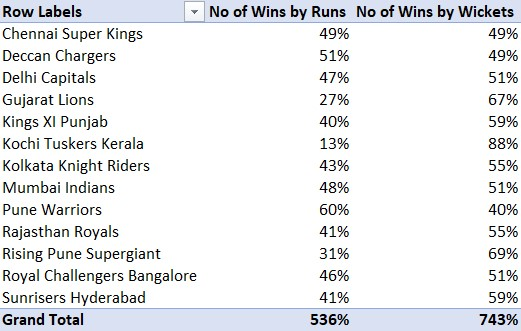 Row Labels No of Wins by Runs No of Wins by Wickets
Chennai Super Kings 49% 49%
Deccan Chargers 51% 49%
Delhi Capitals 47% 51%
Gujarat Lions 27% 67%
Kings XI Punjab 40% 59%
Kochi Tuskers Kerala 13% 88%
Kolkata Knight Riders 43% 55%
Mumbai Indians 48% 51%
Pune Warriors 60% 40%
Rajasthan Royals 41% 55%
Rising Pune Supergiant 31% 69%
Royal Challengers Bangalore 46% 51%
Sunrisers Hyderabad 41% 59%
Grand Total 536% 743%